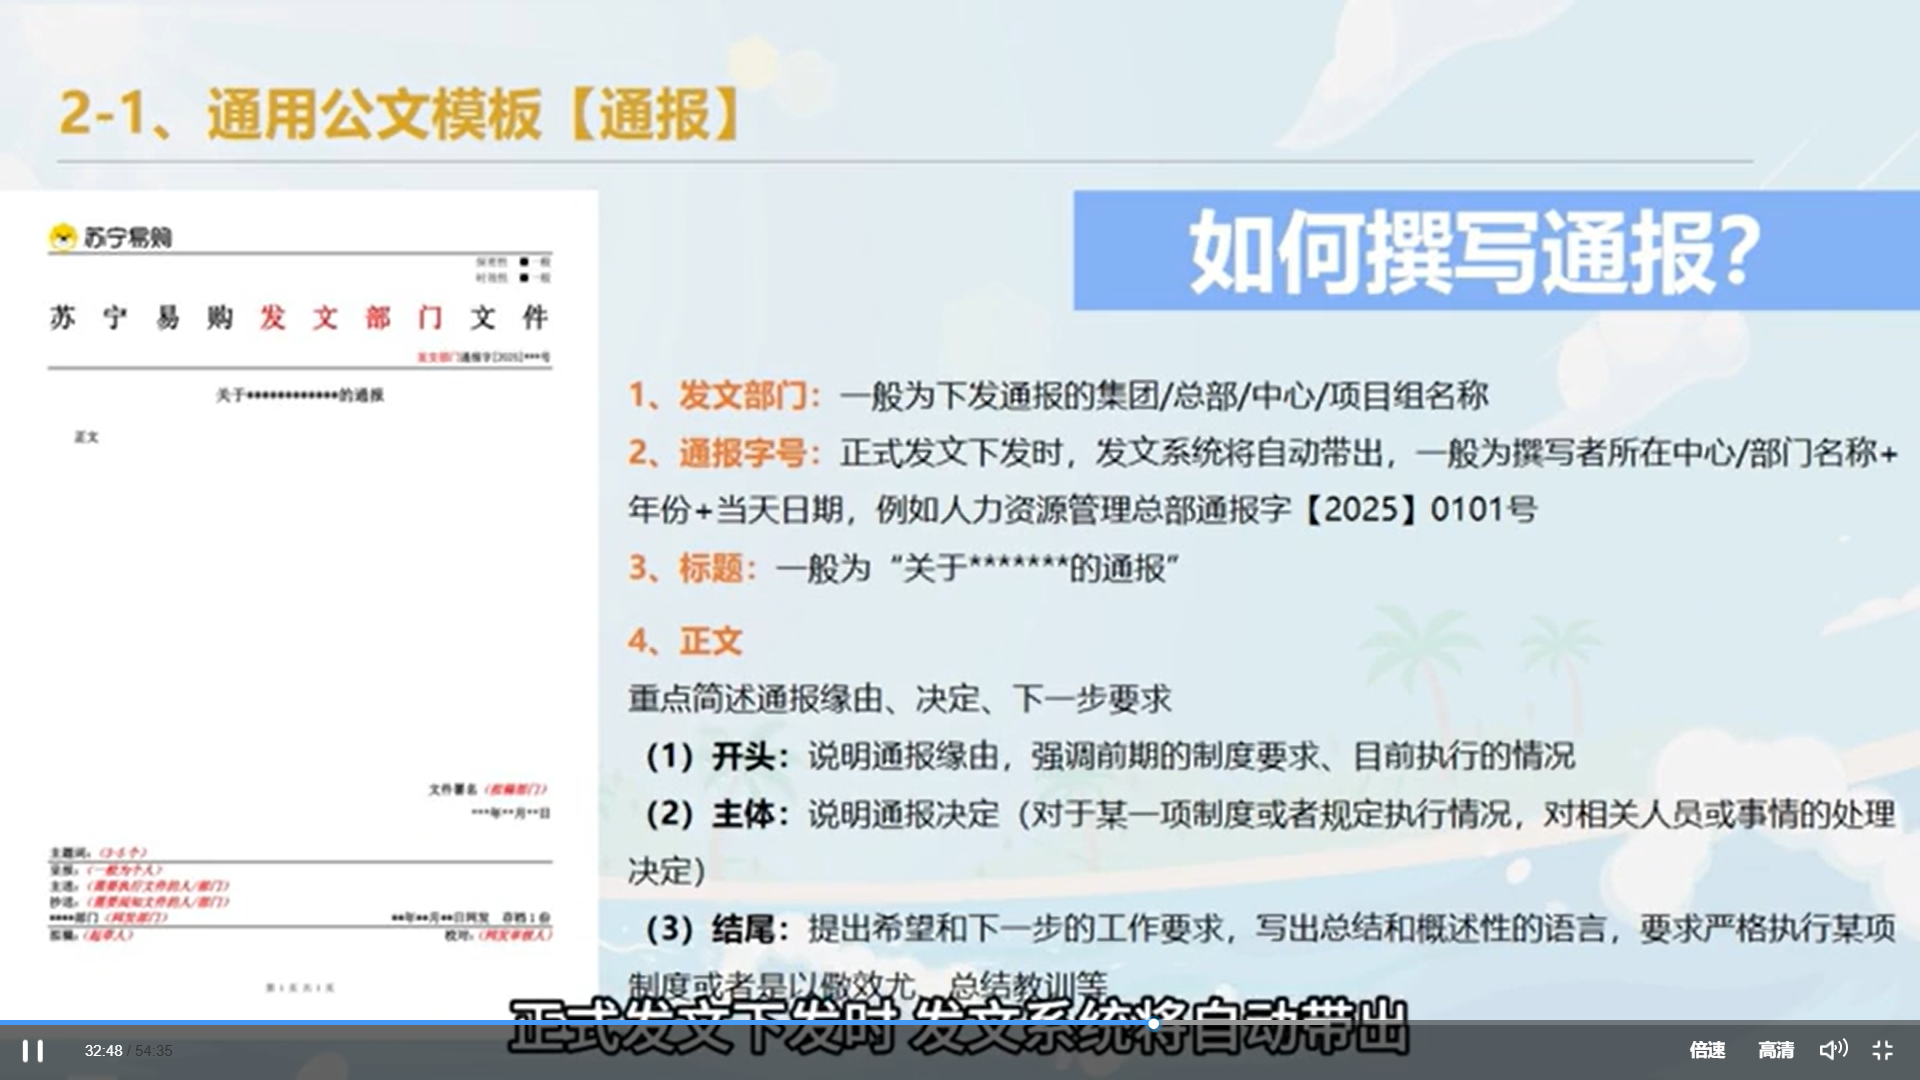 2-1、通用公文模板【通报】
苏宁易购
保密性 ■一般
时效性 ■一般
苏宁易购发文部门文件
发文部门通报字[2025]***号
关于************的通报
正文
文件署名（拟稿部门）
***年**月**日
主题词：（3-5个）
呈报：（一般为个人）
主送：（需要执行文件的人/部门）
抄送：（需要阅知文件的人/部门）
****部门（网发部门） **年**月**日网发 存档1份
拟稿：（起草人） 校对：（网发审核人）
第1页 共1页
如何撰写通报？
1、发文部门：一般为下发通报的集团/总部/中心/项目组名称
2、通报字号：正式发文下发时，发文系统将自动带出，一般为撰写者所在中心/部门名称+
年份+当天日期，例如人力资源管理总部通报字【2025】0101号
3、标题：一般为“关于*******的通报”
4、正文
重点简述通报缘由、决定、下一步要求
（1）开头：说明通报缘由，强调前期的制度要求、目前执行的情况
（2）主体：说明通报决定（对于某一项制度或者规定执行情况，对相关人员或事情的处理
决定）
（3）结尾：提出希望和下一步的工作要求，写出总结和概述性的语言，要求严格执行某项
制度或者是以儆效尤、总结教训等
正式发文下发时 发文系统将自动带出
32:48 / 54:35
倍速 高清